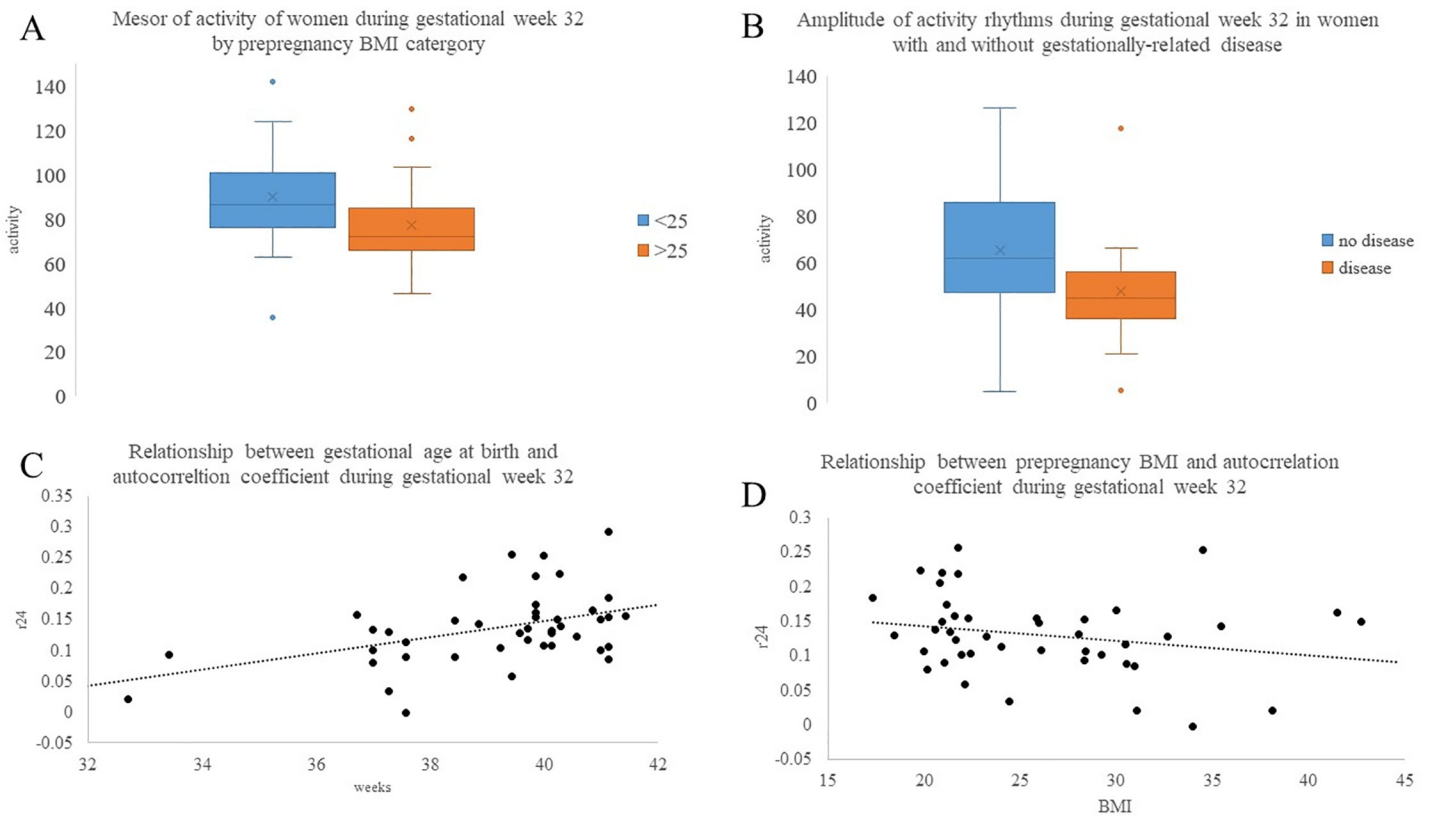 A
Mesor of activity of women during gestational week 32
by prepregnancy BMI catergory
140
120
100
80
60
40
20
0
activity
<25
>25
B
Amplitude of activity rhythms during gestational week 32 in women
with and without gestationally-related disease
140
120
100
80
60
40
20
0
activity
no disease
disease
C
Relationship between gestational age at birth and
autocorreltion coefficient during gestational week 32
0.35
0.3
0.25
0.2
0.15
0.1
0.05
0
-0.05
r24
32 34 36 38 40 42
weeks
D
Relationship between prepregnancy BMI and autocrrelation
coefficient during gestational week 32
0.3
0.25
0.2
0.15
0.1
0.05
0
-0.05
r24
15 20 25 30 35 40 45
BMI